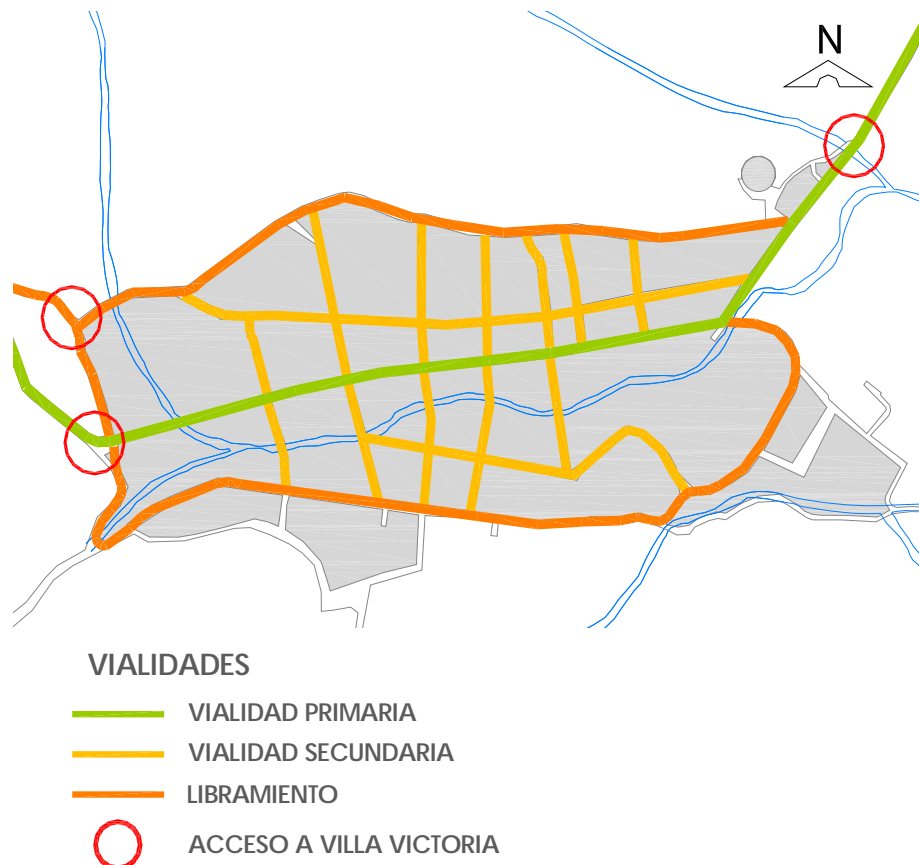 N
VIALIDADES
VIALIDAD PRIMARIA
VIALIDAD SECUNDARIA
LIBRAMIENTO
ACCESO A VILLA VICTORIA